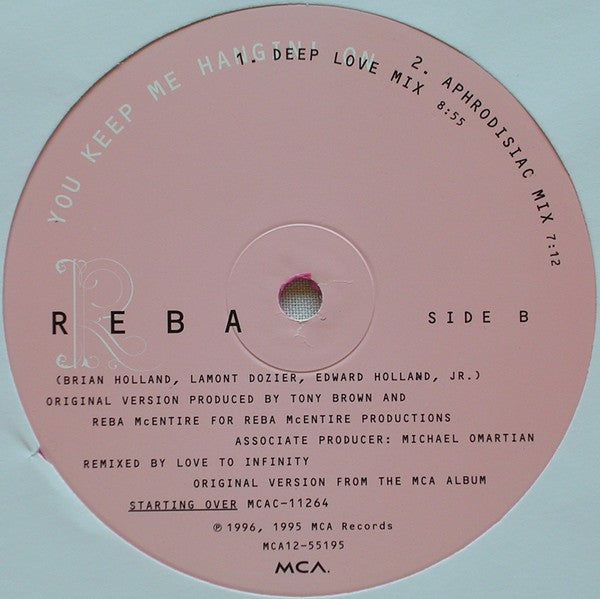 YOU KEEP ME HANGIN' ON
1. DEEP LOVE MIX 8:55
2. APHRODISIAC MIX 7:12
R
REBA
SIDE B
(BRIAN HOLLAND, LAMONT DOZIER, EDWARD HOLLAND, JR.)
ORIGINAL VERSION PRODUCED BY TONY BROWN AND
REBA McENTIRE FOR REBA McENTIRE PRODUCTIONS
ASSOCIATE PRODUCER: MICHAEL OMARTIAN
REMIXED BY LOVE TO INFINITY
ORIGINAL VERSION FROM THE MCA ALBUM
STARTING OVER MCAC-11264
℗ 1996, 1995 MCA Records
MCA12-55195
MCA.